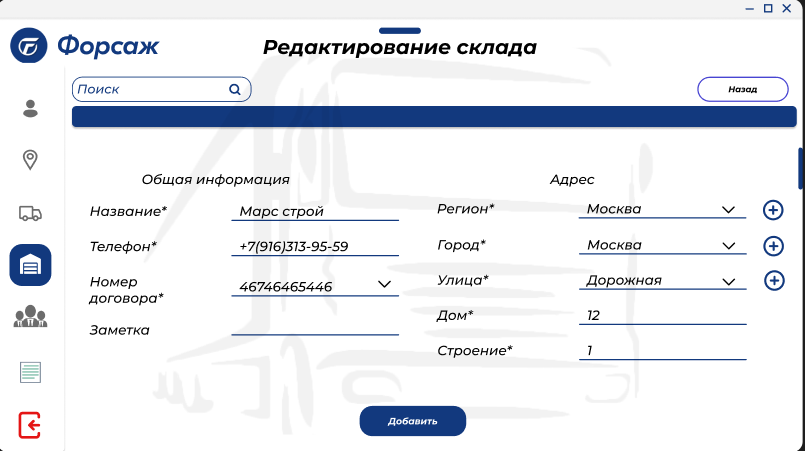 Форсаж
Редактирование склада
Поиск
Назад
Общая информация
Название*
Марс строй
Телефон*
+7(916)313-95-59
Номер
договора*
46746465446
Заметка
Адрес
Регион*
Москва
Город*
Москва
Улица*
Дорожная
Дом*
12
Строение*
1
Добавить